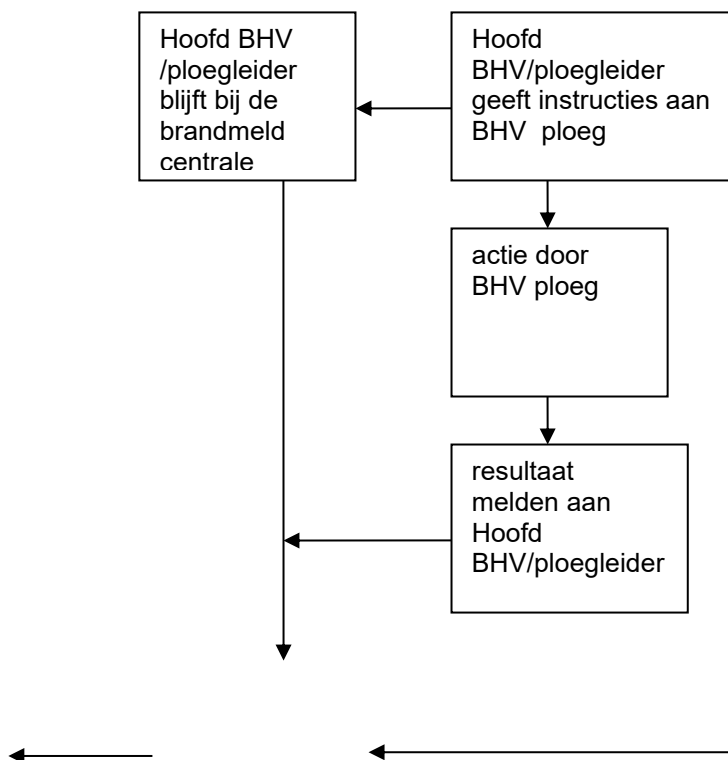 Hoofd BHV
/ploegleider
blijft bij de
brandmeld
centrale
Hoofd
BHV/ploegleider
geeft instructies aan
BHV  ploeg
actie door
BHV ploeg
resultaat
melden aan
Hoofd
BHV/ploegleider